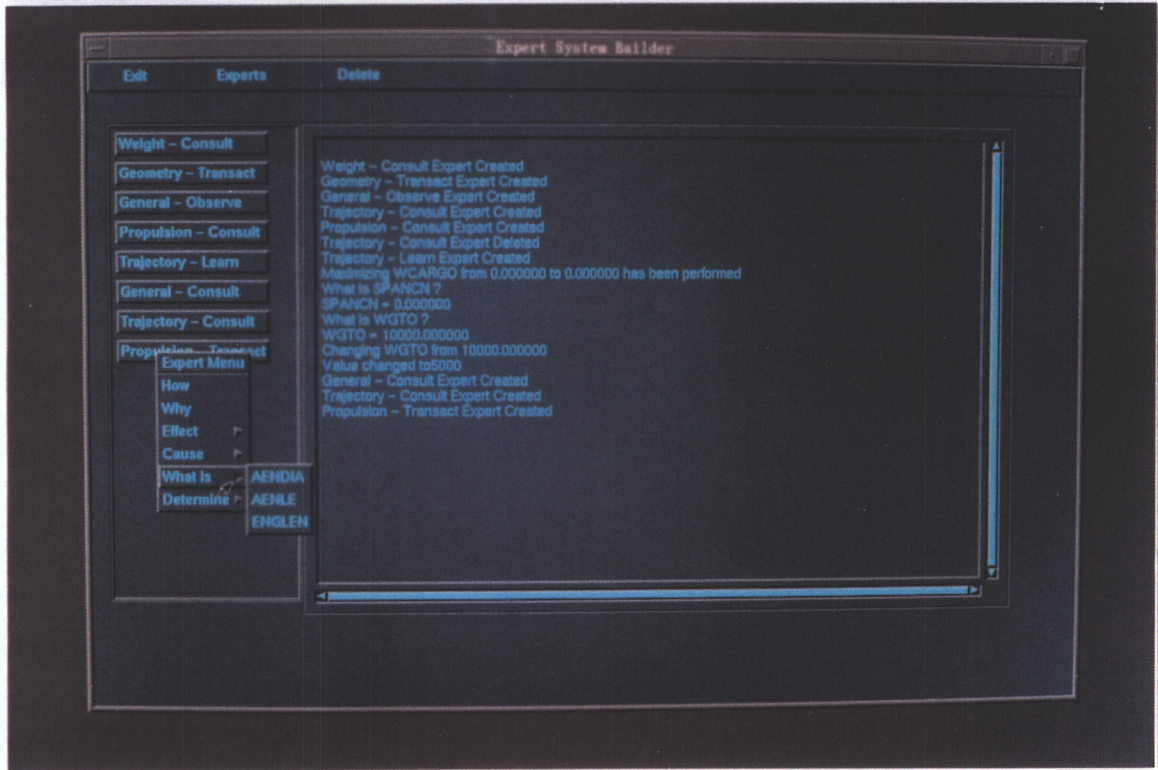 Expert System Builder
Exit Experts Delete
Weight – Consult
Geometry – Transact
General – Observe
Propulsion – Consult
Trajectory – Learn
General – Consult
Trajectory – Consult
Propulsion – Transact
Expert Menu
How
Why
Effect
Cause
What Is
Determine
AENDIA
AENLE
ENGLEN
Weight – Consult Expert Created
Geometry – Transact Expert Created
General – Observe Expert Created
Trajectory – Consult Expert Created
Propulsion – Consult Expert Created
Trajectory – Consult Expert Deleted
Trajectory – Learn Expert Created
Maximizing WCARGO from 0.000000 to 0.000000 has been performed
What is SPANCN ?
SPANCN = 0.000000
What is WGTO ?
WGTO = 10000.000000
Changing WGTO from 10000.000000
Value changed to5000
General – Consult Expert Created
Trajectory – Consult Expert Created
Propulsion – Transact Expert Created